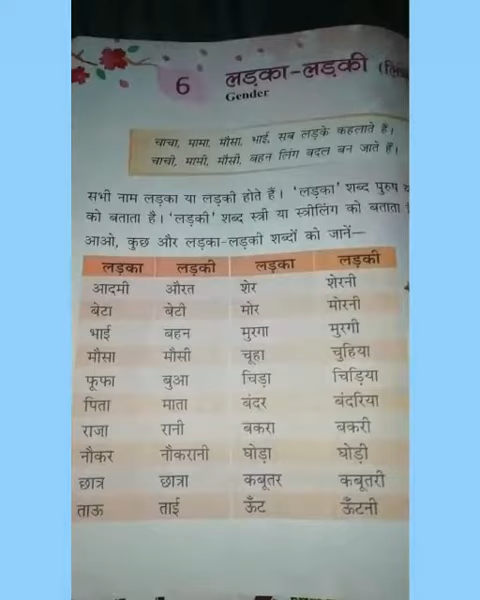 6
लड़का-लड़की
Gender
चाचा, मामा, मौसा, भाई, सब लड़के कहलाते हैं।
चाची, मामी, मौसी, बहन लिंग बदल बन जाते हैं।
सभी नाम लड़का या लड़की होते हैं। 'लड़का' शब्द पुरुष
को बताता है। 'लड़की' शब्द स्त्री या स्त्रीलिंग को बताता
आओ, कुछ और लड़का-लड़की शब्दों को जानें—
लड़का लड़की लड़का लड़की
आदमी औरत शेर शेरनी
बेटा बेटी मोर मोरनी
भाई बहन मुरगा मुरगी
मौसा मौसी चूहा चुहिया
फूफा बुआ चिड़ा चिड़िया
पिता माता बंदर बंदरिया
राजा रानी बकरा बकरी
नौकर नौकरानी घोड़ा घोड़ी
छात्र छात्रा कबूतर कबूतरी
ताऊ ताई ऊँट ऊँटनी